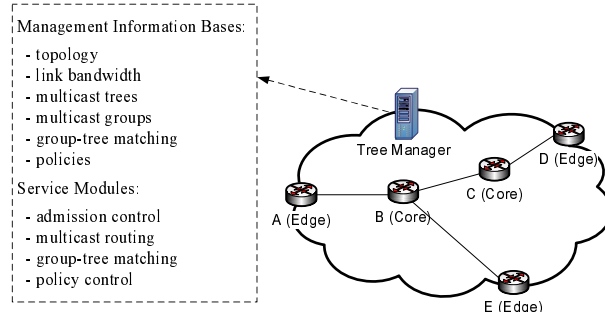 Management Information Bases:
- topology
- link bandwidth
- multicast trees
- multicast groups
- group-tree matching
- policies
Service Modules:
- admission control
- multicast routing
- group-tree matching
- policy control
Tree Manager
D (Edge)
C (Core)
A (Edge)
B (Core)
E (Edge)